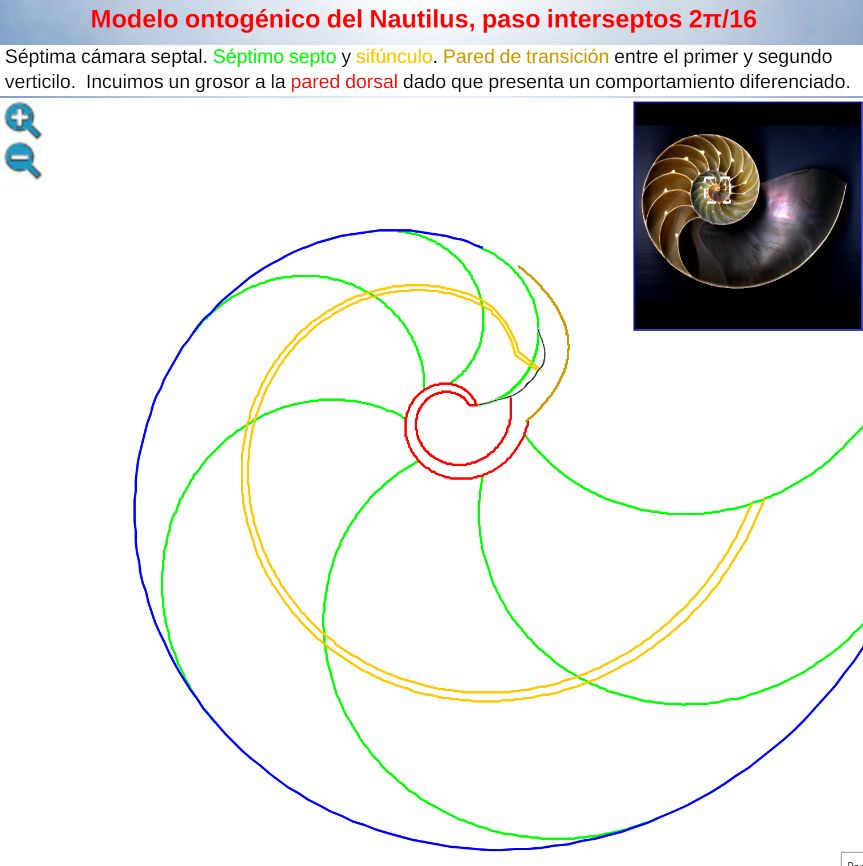 Modelo ontogénico del Nautilus, paso interseptos 2π/16
Séptima cámara septal. Séptimo septo y sifúnculo. Pared de transición entre el primer y segundo
verticilo.  Incuimos un grosor a la pared dorsal dado que presenta un comportamiento diferenciado.